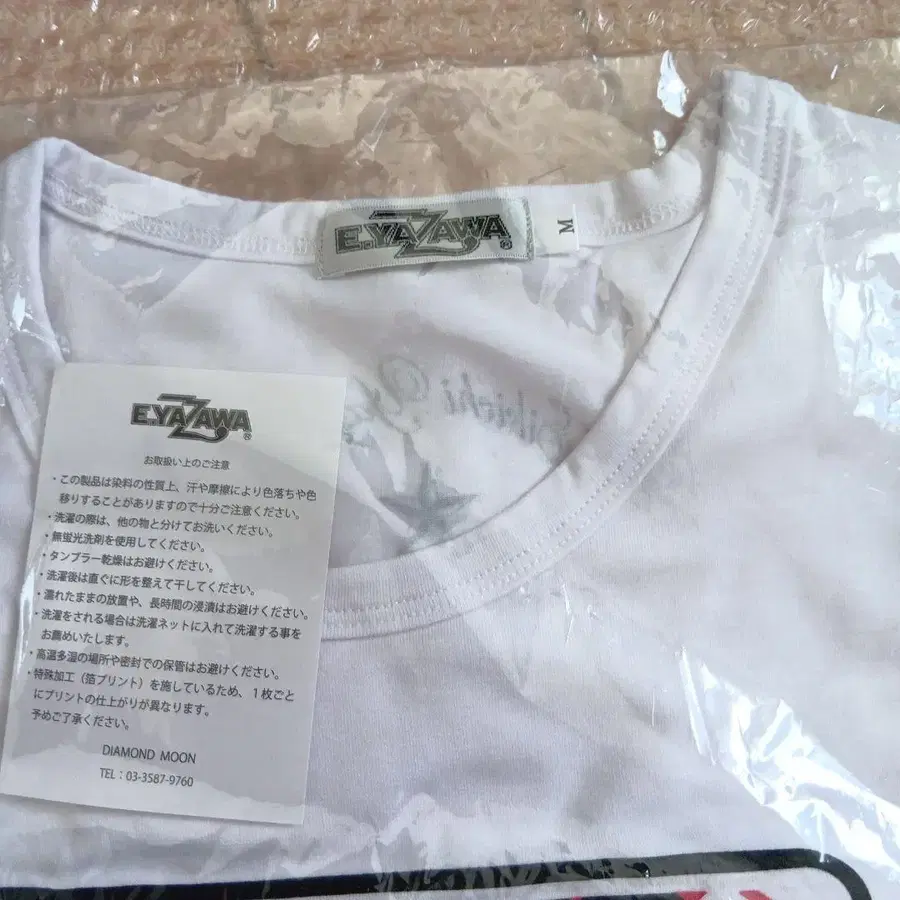 E.YAZAWA®
M
E.YAZAWA®
お取扱い上のご注意
・この製品は染料の性質上、汗や摩擦により色落ちや色
移りすることがありますので十分ご注意ください。
・洗濯の際は、他の物と分けてお洗いください。
・無蛍光洗剤を使用してください。
・タンブラー乾燥はお避けください。
・洗濯後は直ぐに形を整えて干してください。
・濡れたままの放置や、長時間の浸漬はお避けください。
・洗濯をされる場合は洗濯ネットに入れて洗濯する事を
お薦めいたします。
・高温多湿の場所や密封での保管はお避けください。
・特殊加工（箔プリント）を施しているため、１枚ごと
にプリントの仕上がりが異なります。
予めご了承ください。
DIAMOND MOON
TEL：03-3587-9760